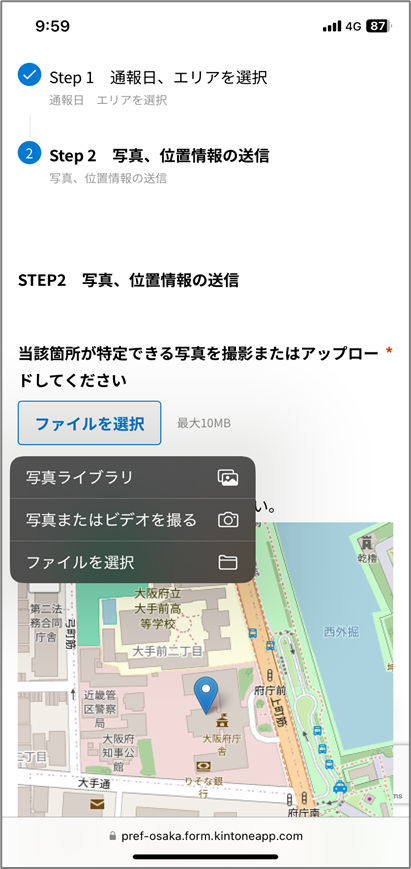 9:59
4G 87
Step 1　通報日、エリアを選択
通報日　エリアを選択
2
Step 2　写真、位置情報の送信
写真、位置情報の送信
STEP2　写真、位置情報の送信
当該箇所が特定できる写真を撮影またはアップロー *
ドしてください
ファイルを選択
最大10MB
写真ライブラリ
写真またはビデオを撮る
ファイルを選択
い。
乾櫓
大阪府立
大手前高
等学校
第二法
務合同
庁舎
弓町筋
西外堀
大手前二丁目
府庁前
上町筋
近畿管
区警察
局
大阪府庁
舎
大阪府
知事公
館
二丁目
りそな銀
行
大手通
府庁南
ms
pref-osaka.form.kintoneapp.com